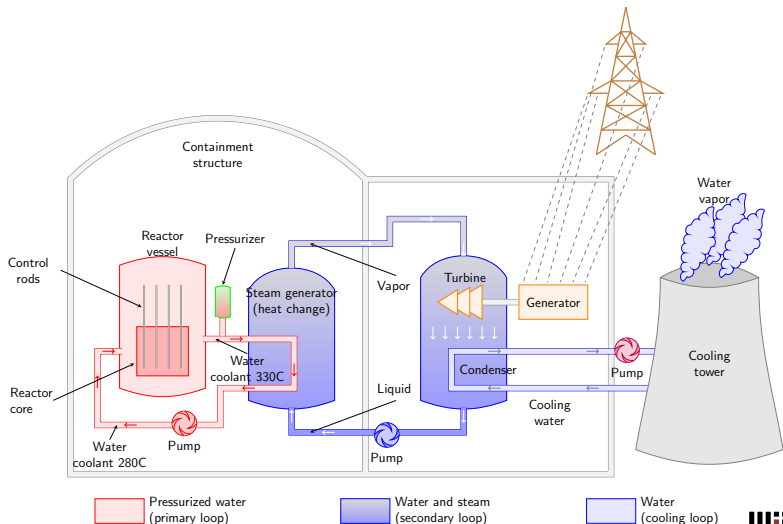 Containment
structure
Water
vapor
Reactor
vessel
Pressurizer
Control
rods
Steam generator
(heat change)
Vapor
Turbine
Generator
Water
coolant 330C
Condenser
Pump
Cooling
tower
Reactor
core
Liquid
Cooling
water
Water
coolant 280C
Pump
Pump
Pressurized water
(primary loop)
Water and steam
(secondary loop)
Water
(cooling loop)